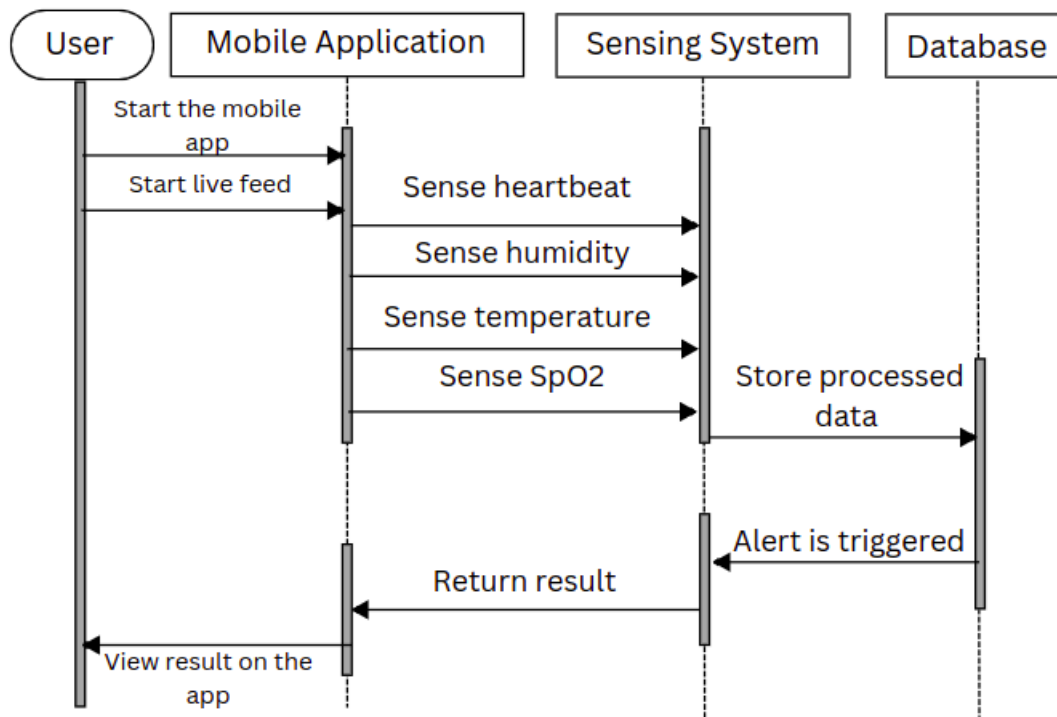 User
Mobile Application
Sensing System
Database
Start the mobile
app
Start live feed
Sense heartbeat
Sense humidity
Sense temperature
Sense SpO2
Store processed
data
Alert is triggered
Return result
View result on the
app